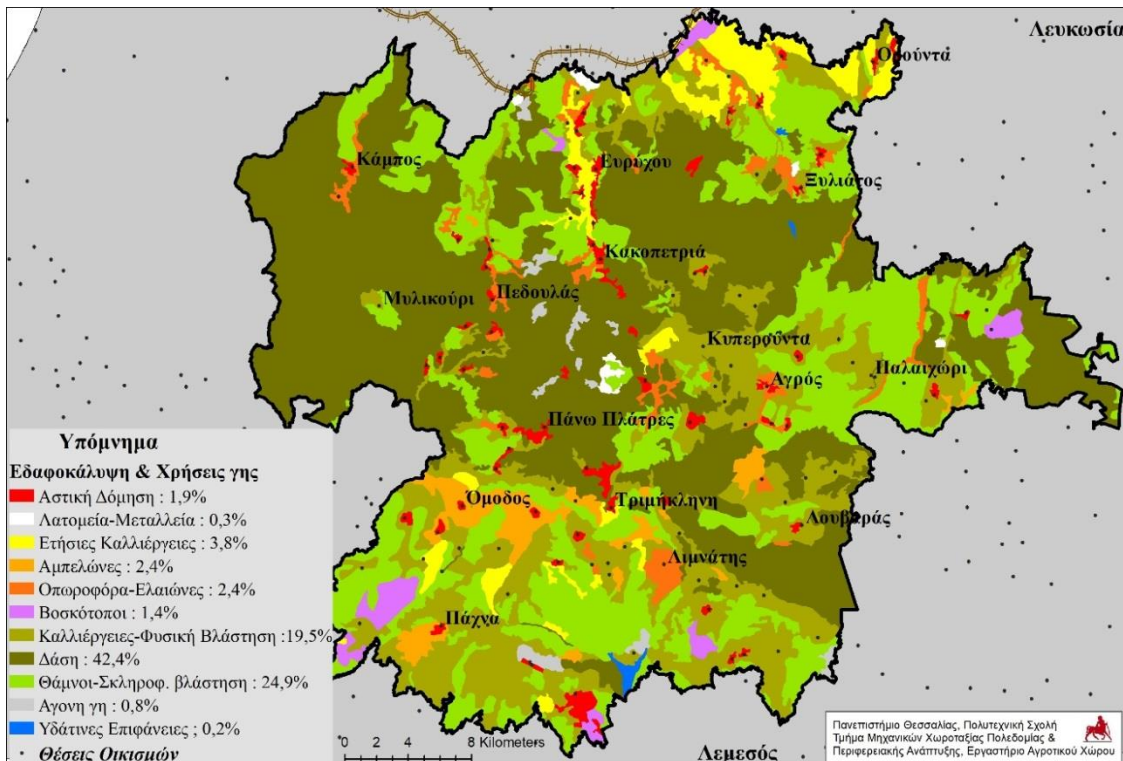 Λευκωσία
Οβούντα
Κάμπος
Ευρύχου
Ξυλιάτος
Κακοπετριά
Μυλικούρι
Πεδουλάς
Κυπερούντα
Αγρός
Παλαιχώρι
Πάνω Πλάτρες
Όμοδος
Τριμήκληνη
Λουβαράς
Λιμνάτης
Πάχνα
Λεμεσός
Υπόμνημα
Εδαφοκάλυψη & Χρήσεις γης
Αστική Δόμηση : 1,9%
Λατομεία-Μεταλλεία : 0,3%
Ετήσιες Καλλιέργειες : 3,8%
Αμπελώνες : 2,4%
Οπωροφόρα-Ελαιώνες : 2,4%
Βοσκότοποι : 1,4%
Καλλιέργειες-Φυσική Βλάστηση :19,5%
Δάση : 42,4%
Θάμνοι-Σκληροφ. βλάστηση : 24,9%
Αγονη γη : 0,8%
Υδάτινες Επιφάνειες ; 0,2%
Θέσεις Οικισμών
0 2 4 8 Kilometers
Πανεπιστήμιο Θεσσαλίας, Πολυτεχνική Σχολή
Τμήμα Μηχανικών Χωροταξίας Πολεδομίας &
Περιφερειακής Ανάπτυξης, Εργαστήριο Αγροτικού Χώρου